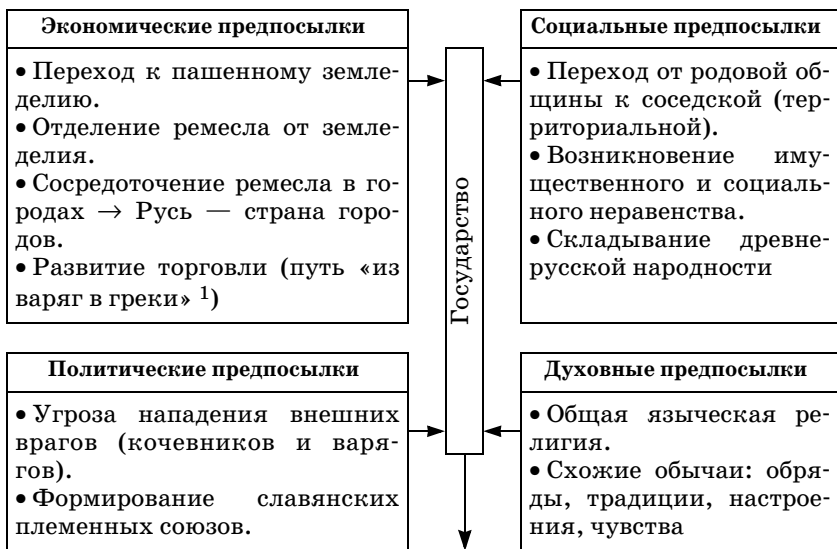 Экономические предпосылки
• Переход к пашенному земле-
делию.
• Отделение ремесла от земле-
делия.
• Сосредоточение ремесла в го-
родах → Русь — страна горо-
дов.
• Развитие торговли (путь «из
варяг в греки» 1)
Государство
Социальные предпосылки
• Переход от родовой об-
щины к соседской (тер-
риториальной).
• Возникновение иму-
щественного и социаль-
ного неравенства.
• Складывание древне-
русской народности
Политические предпосылки
• Угроза нападения внешних
врагов (кочевников и варя-
гов).
• Формирование славянских
племенных союзов.
Духовные предпосылки
• Общая языческая ре-
лигия.
• Схожие обычаи: обря-
ды, традиции, настрое-
ния, чувства